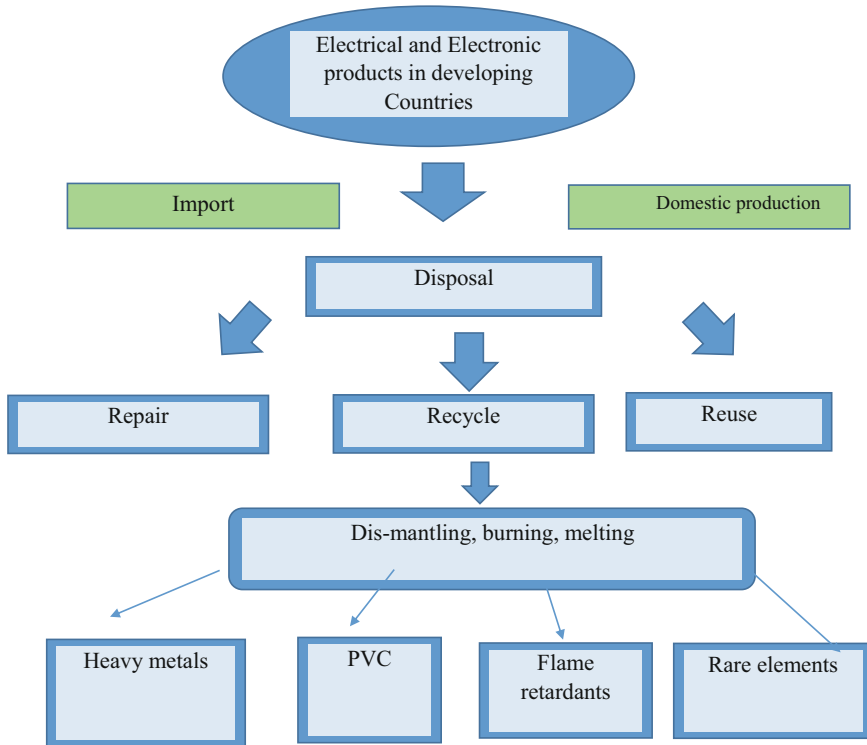 Electrical and Electronic
products in developing
Countries
Import
Domestic production
Disposal
Repair
Recycle
Reuse
Dis-mantling, burning, melting
Heavy metals
PVC
Flame
retardants
Rare elements